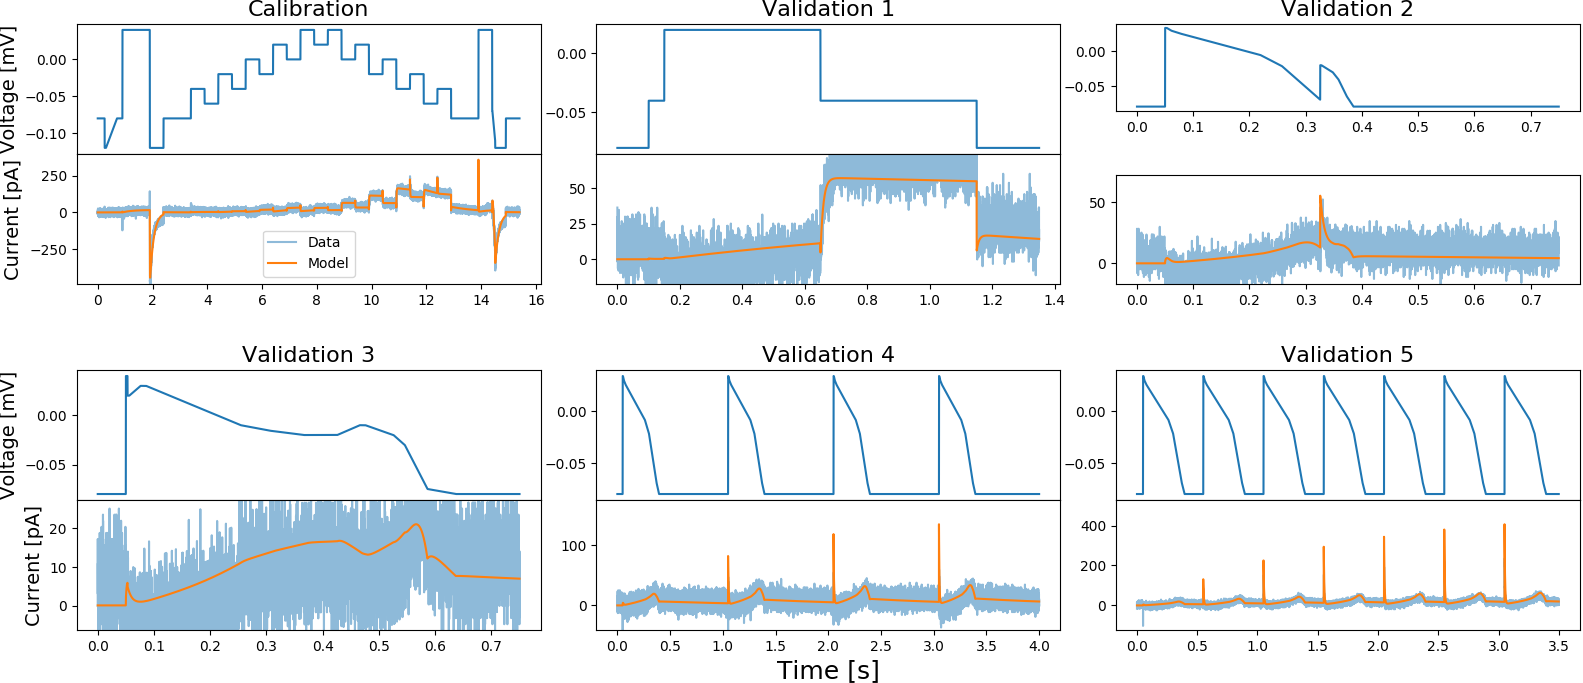 Calibration
Validation 1
Validation 2
Voltage [mV]
0.00
−0.05
−0.10
0.00
−0.05
0.00
−0.05
0.0 0.1 0.2 0.3 0.4 0.5 0.6 0.7
Current [pA]
250
0
−250
Data
Model
0 2 4 6 8 10 12 14 16
50
25
0
0.0 0.2 0.4 0.6 0.8 1.0 1.2 1.4
50
0
0.0 0.1 0.2 0.3 0.4 0.5 0.6 0.7
Validation 3
Validation 4
Validation 5
Voltage [mV]
0.00
−0.05
0.00
−0.05
0.00
−0.05
Current [pA]
20
10
0
0.0 0.1 0.2 0.3 0.4 0.5 0.6 0.7
100
0
0.0 0.5 1.0 1.5 2.0 2.5 3.0 3.5 4.0
400
200
0
0.0 0.5 1.0 1.5 2.0 2.5 3.0 3.5
Time [s]